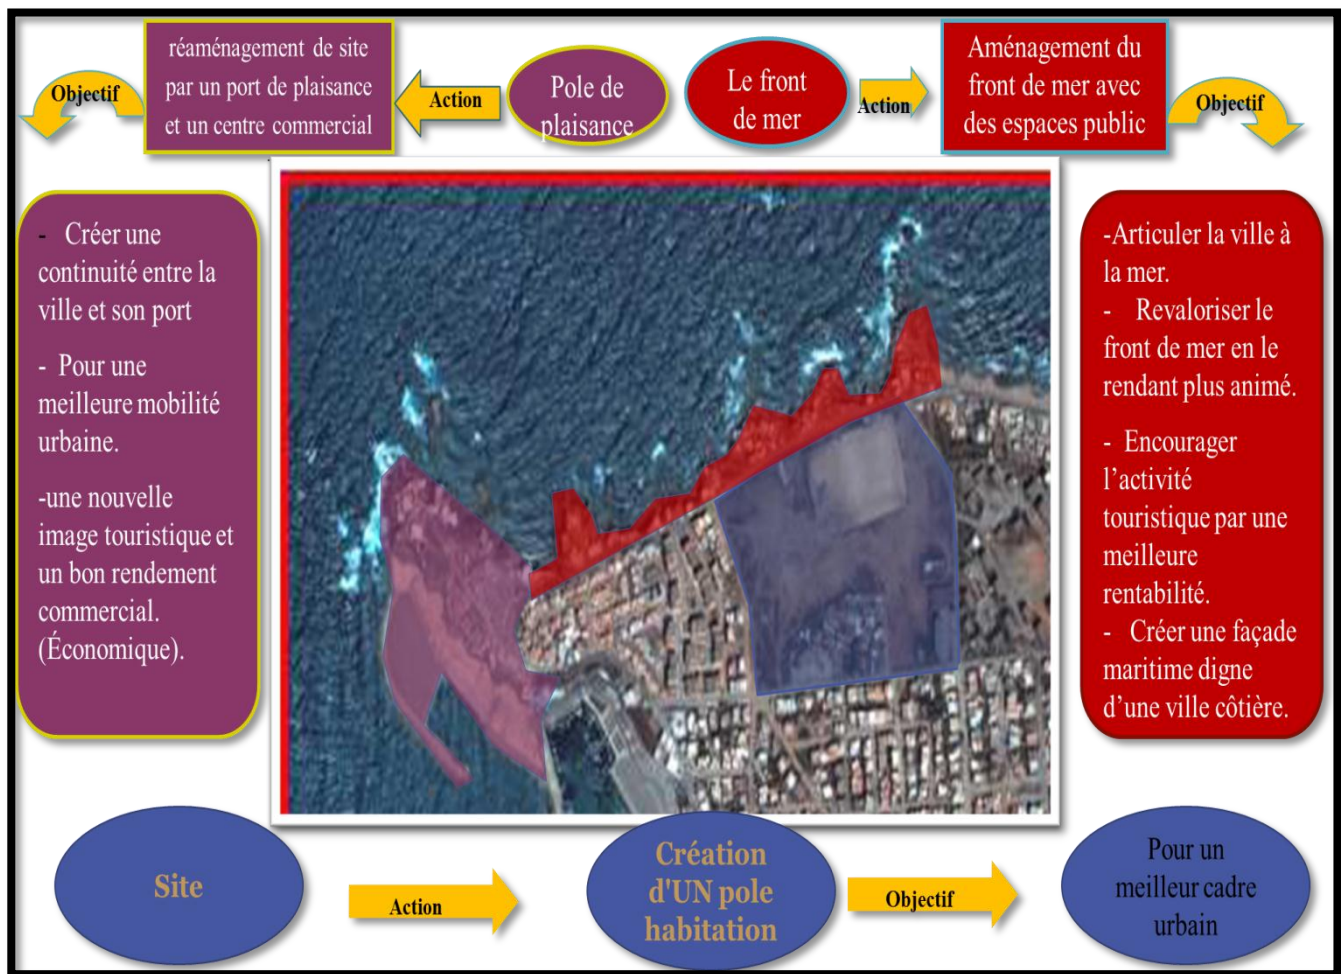 réaménagement de site
par un port de plaisance
et un centre commercial
Objectif
Action
Pole de
plaisance
Le front
de mer
Action
Aménagement du
front de mer avec
des espaces public
Objectif
- Créer une
continuité entre la
ville et son port
- Pour une
meilleure mobilité
urbaine.
-une nouvelle
image touristique et
un bon rendement
commercial.
(Économique).
-Articuler la ville à
la mer.
- Revaloriser le
front de mer en le
rendant plus animé.
- Encourager
l’activité
touristique par une
meilleure
rentabilité.
- Créer une façade
maritime digne
d’une ville côtière.
Site
Action
Création
d'UN pole
habitation
Objectif
Pour un
meilleur cadre
urbain